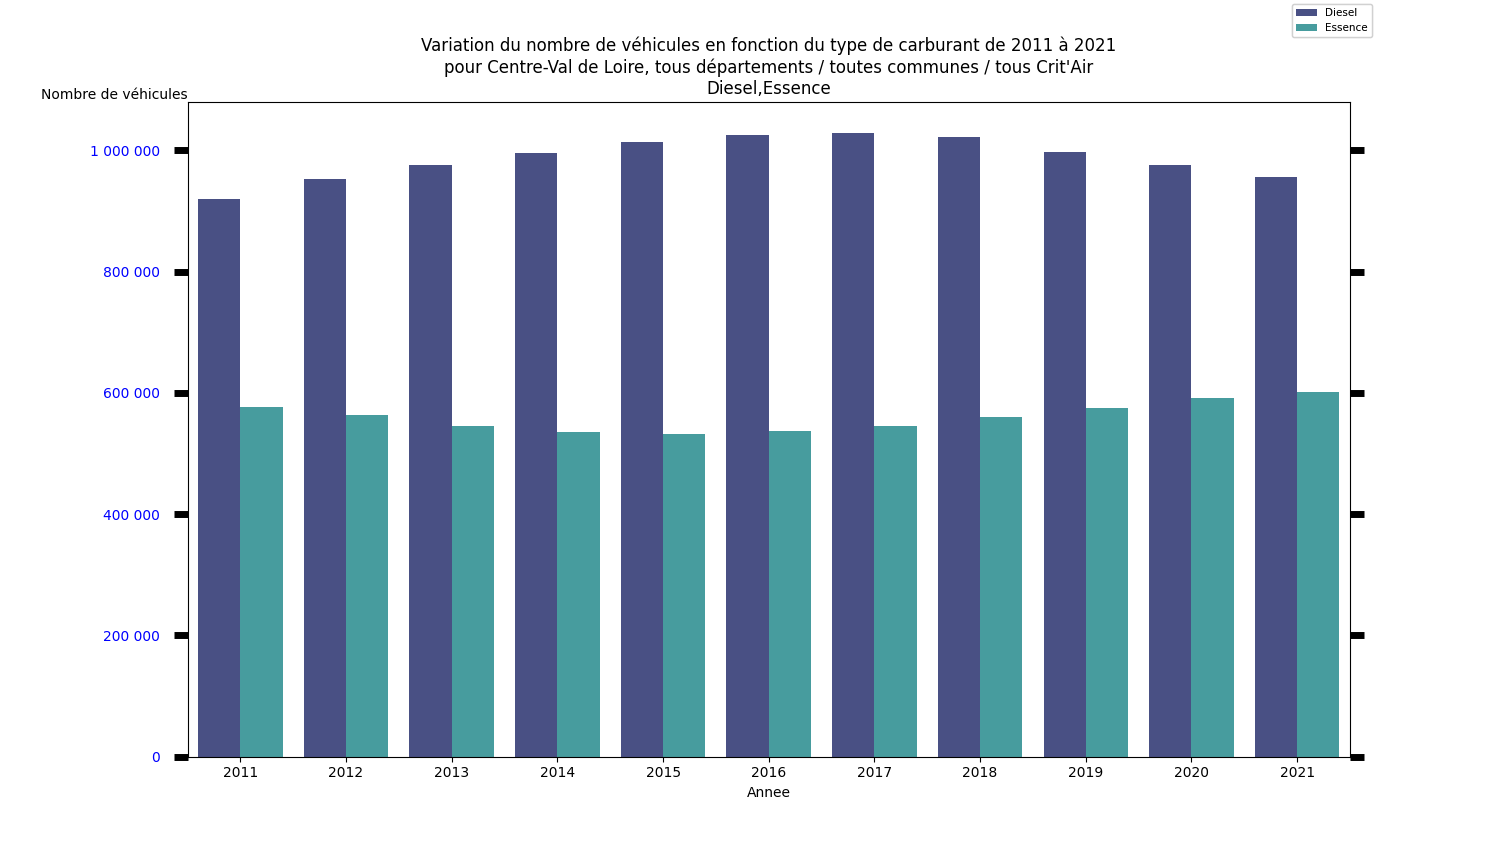 Diesel
Essence
Variation du nombre de véhicules en fonction du type de carburant de 2011 à 2021
pour Centre-Val de Loire, tous départements / toutes communes / tous Crit'Air
Diesel,Essence
Nombre de véhicules
1 000 000
800 000
600 000
400 000
200 000
0
2011 2012 2013 2014 2015 2016 2017 2018 2019 2020 2021
Annee